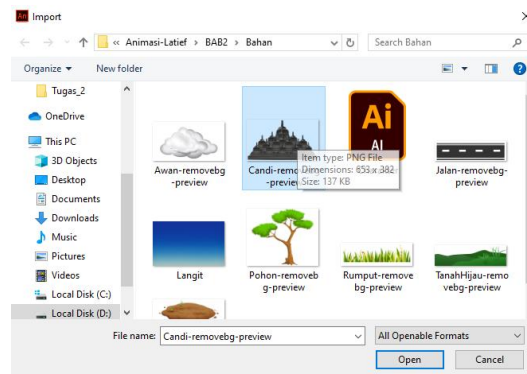 An Import
« Animasi-Latief › BAB2 › Bahan
Search Bahan
Organize
New folder
Tugas_2
OneDrive
This PC
3D Objects
Desktop
Documents
Downloads
Music
Pictures
Videos
Local Disk (C:)
Local Disk (D:)
Awan-removebg
-preview
Candi-remo
-previe
Ai
AI
Item type: PNG File
Dimensions: 653 x 382
Size: 137 KB
Jalan-removebg-
preview
Langit
Pohon-removeb
g-preview
Rumput-remove
bg-preview
TanahHijau-remo
vebg-preview
File name:
Candi-removebg-preview
All Openable Formats
Open
Cancel